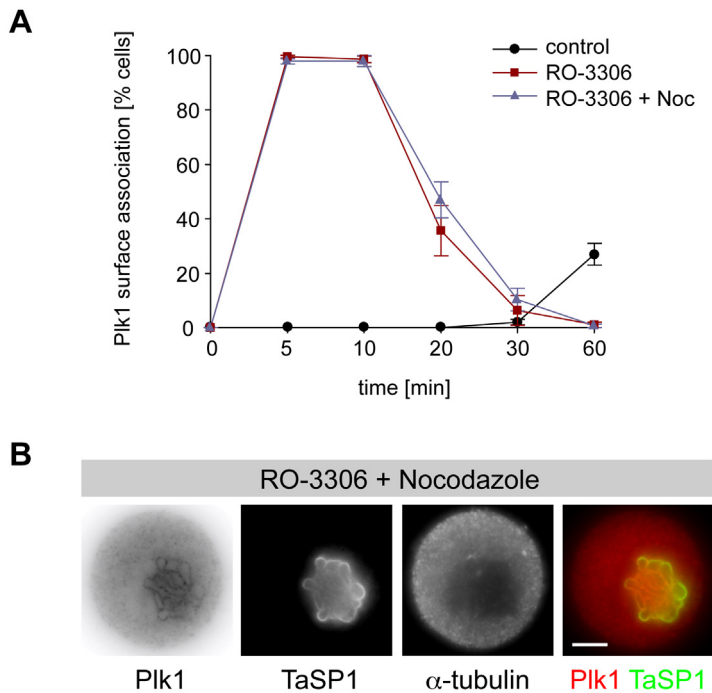 A
Plk1 surface association [% cells]
100
80
60
40
20
0
0 5 10 20 30 60
time [min]
control
RO-3306
RO-3306 + Noc
B
RO-3306 + Nocodazole
Plk1 TaSP1 α-tubulin Plk1 TaSP1